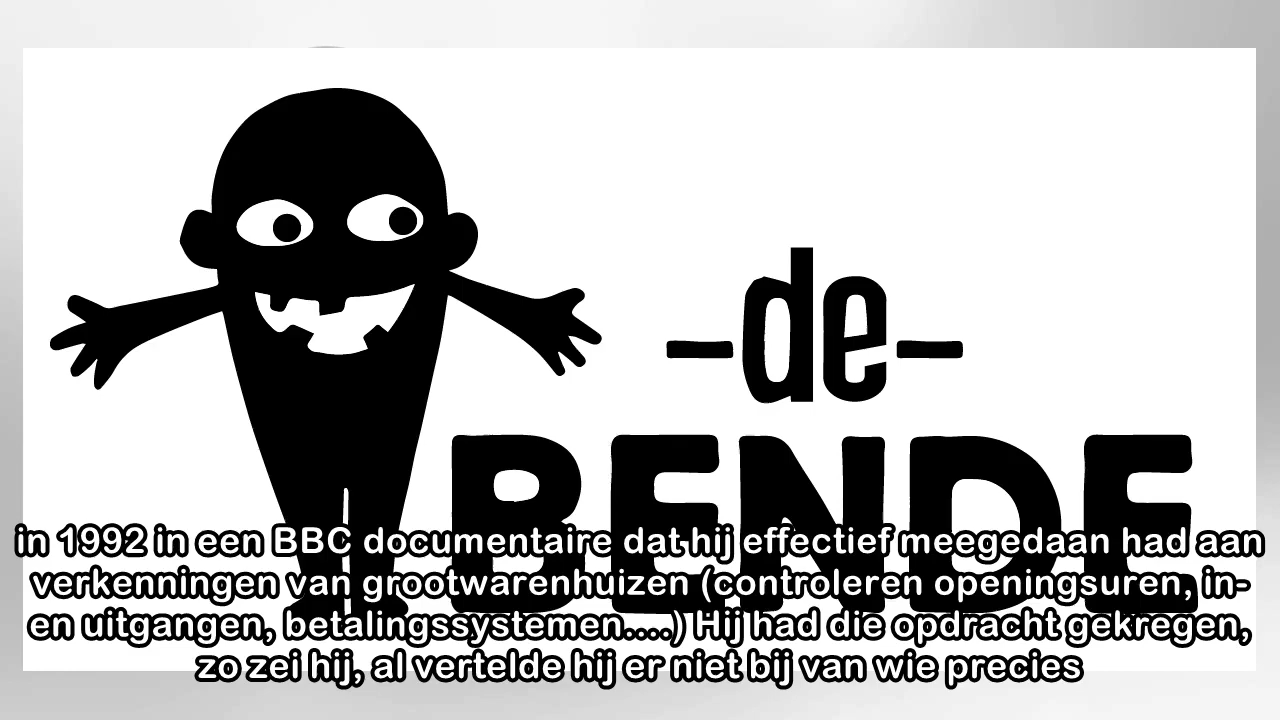 -de-
BENDE
in 1992 in een BBC documentaire dat hij effectief meegedaan had aan
verkenningen van grootwarenhuizen (controleren openingsuren, in-
en uitgangen, betalingssystemen....) Hij had die opdracht gekregen,
zo zei hij, al vertelde hij er niet bij van wie precies